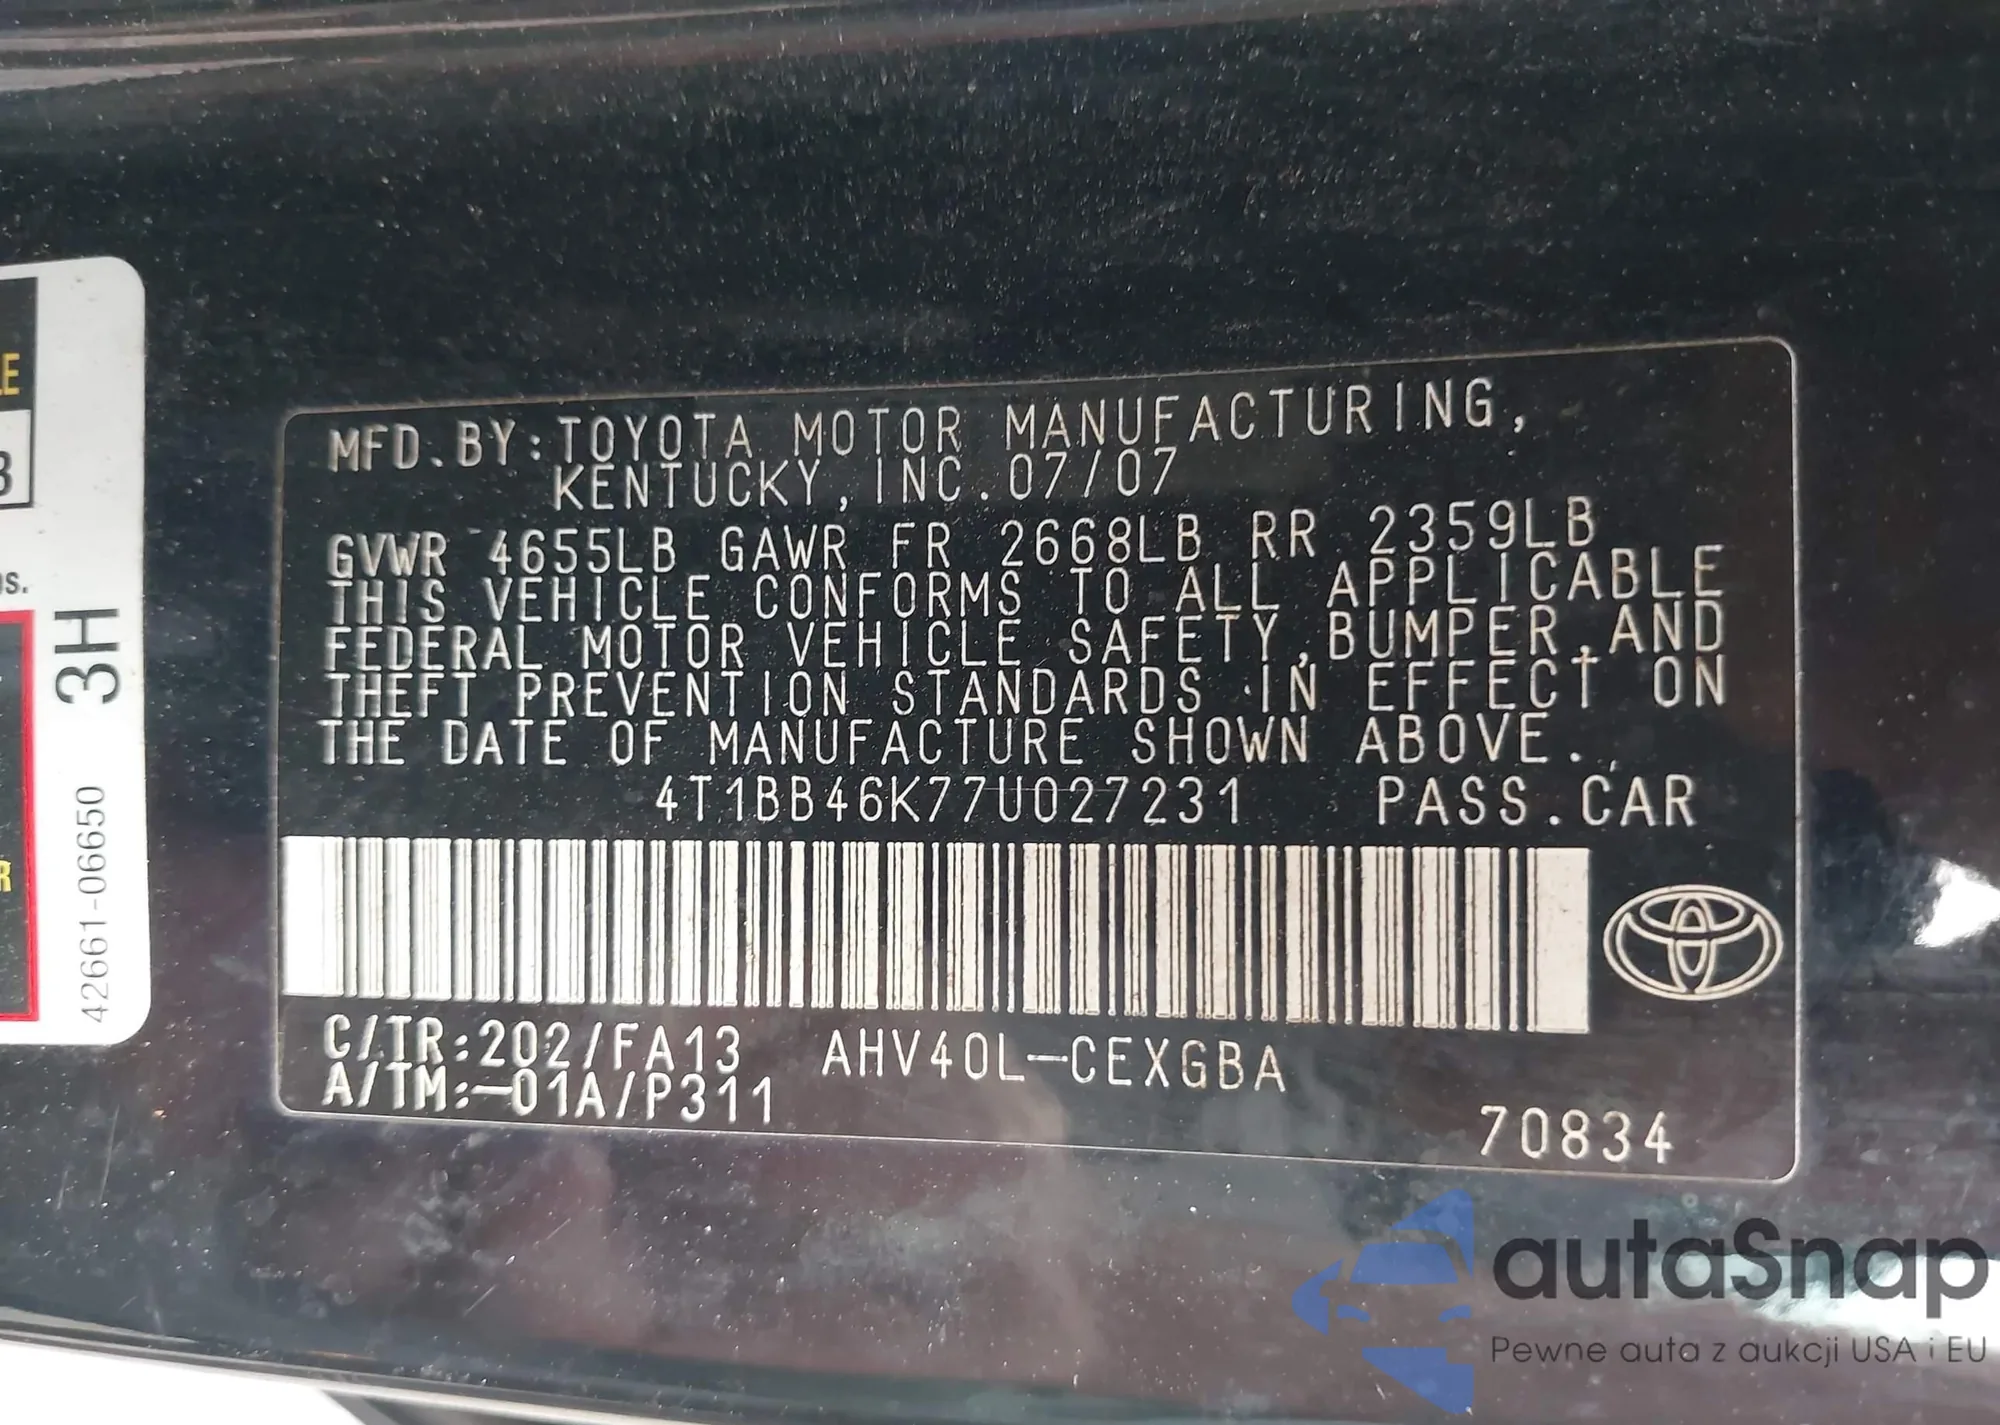 LE
3
os.
R
3H
42661-06650
MFD.BY:TOYOTA MOTOR MANUFACTURING,
KENTUCKY,INC.07/07
GVWR 4655LB GAWR FR 2668LB RR 2359LB
THIS VEHICLE CONFORMS TO ALL APPLICABLE
FEDERAL MOTOR VEHICLE SAFETY,BUMPER,AND
THEFT PREVENTION STANDARDS IN EFFECT ON
THE DATE OF MANUFACTURE SHOWN ABOVE.
4T1BB46K77U027231 PASS.CAR
C/TR:202/FA13 AHV40L-CEXGBA
A/TM:-01A/P311
70834
autaSnap
Pewne auta z aukcji USA i EU